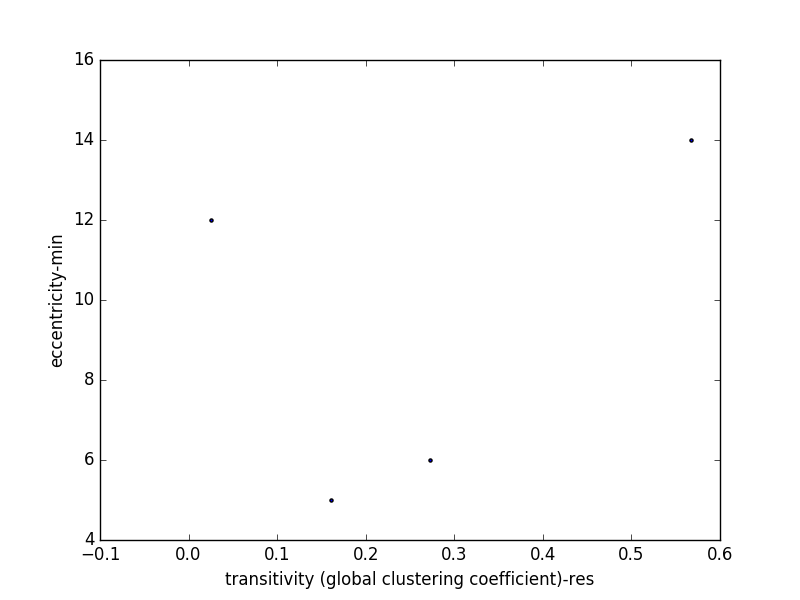 16
14
12
10
8
6
4
eccentricity-min
−0.1 0.0 0.1 0.2 0.3 0.4 0.5 0.6
transitivity (global clustering coefficient)-res